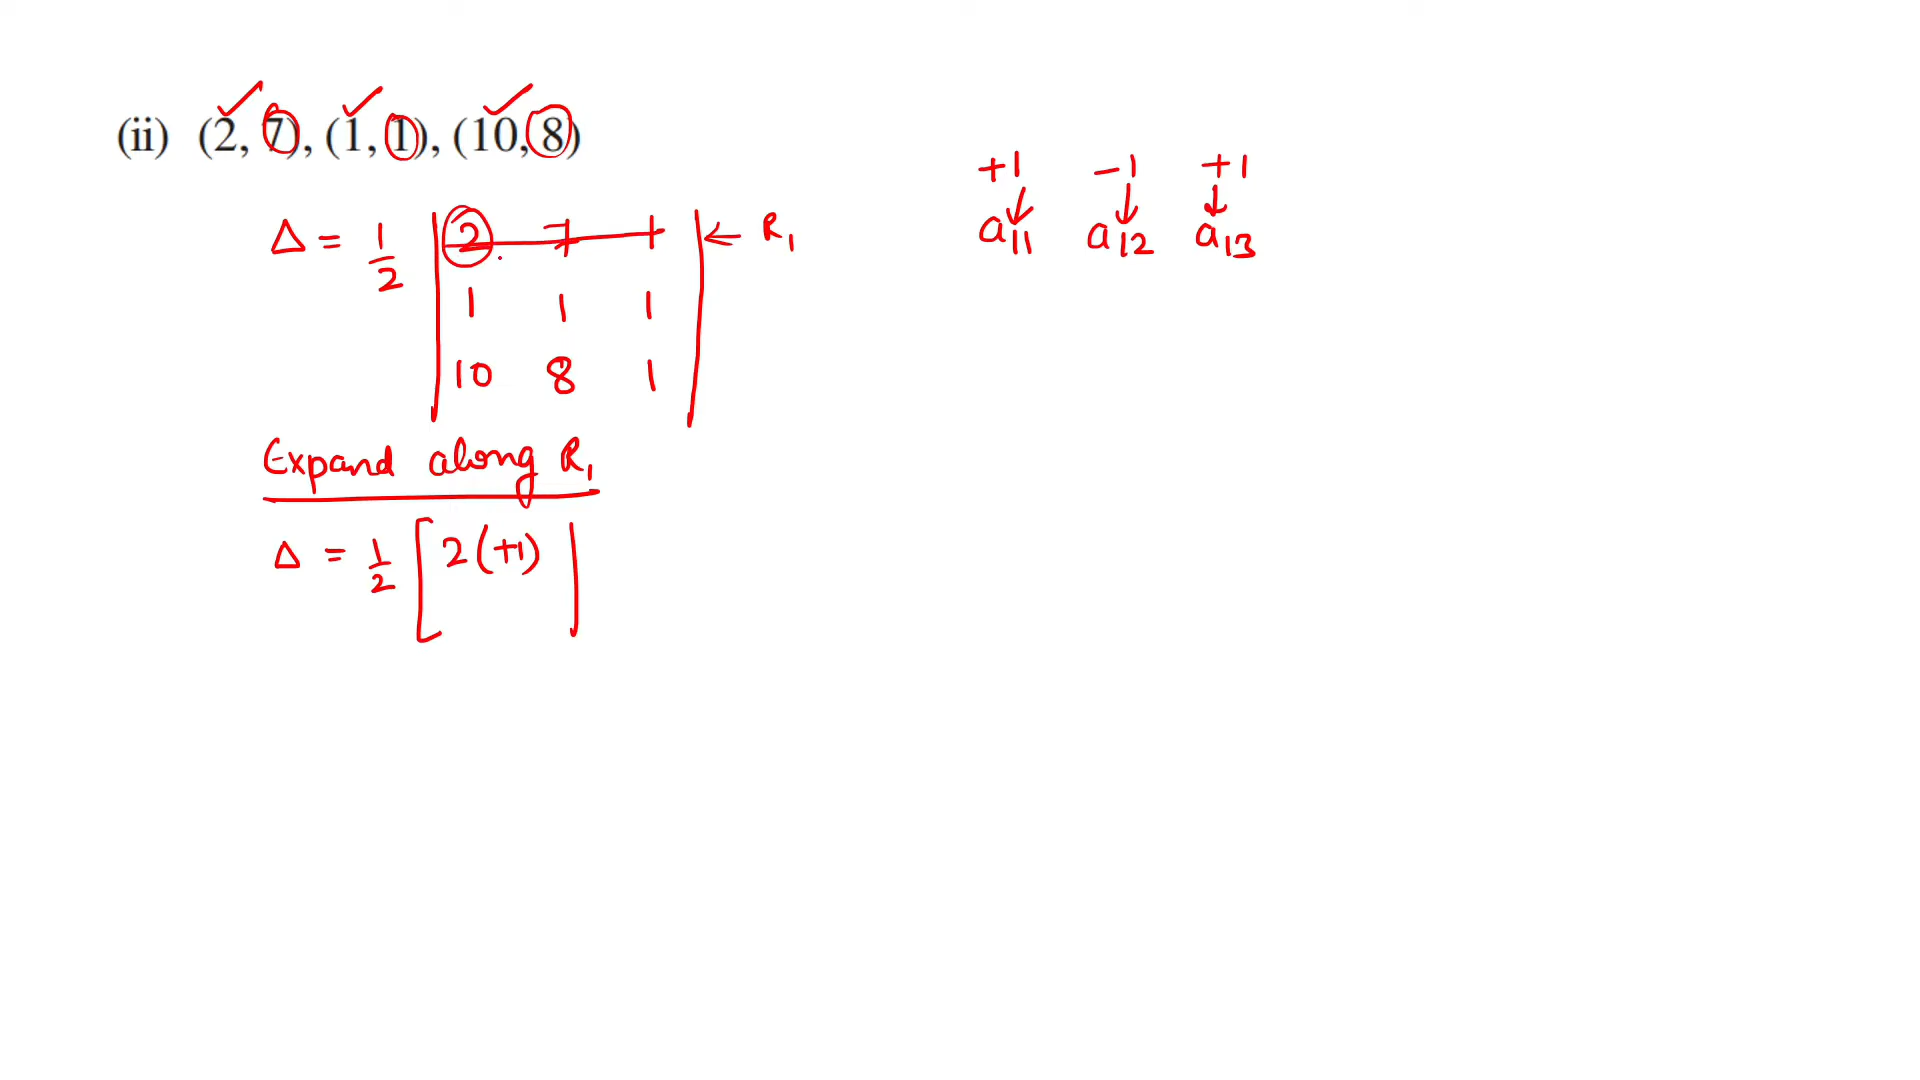 (ii) (2, 7), (1, 1), (10, 8)
+1 -1 +1
a11 a12 a13
Δ = 1/2 | 2 7 1 | ← R1
1 1 1
10 8 1
Expand along R1
Δ = 1/2 [ 2(+1) |